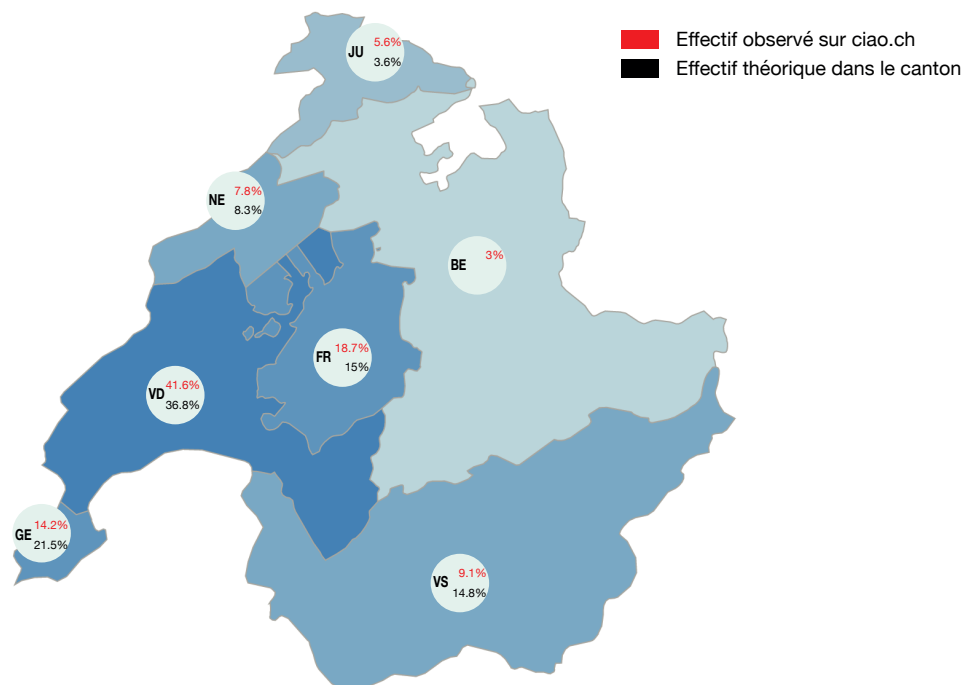 Effectif observé sur ciao.ch
Effectif théorique dans le canton
JU 5.6%
3.6%
NE 7.8%
8.3%
BE 3%
FR 18.7%
15%
VD 41.6%
36.8%
GE 14.2%
21.5%
VS 9.1%
14.8%